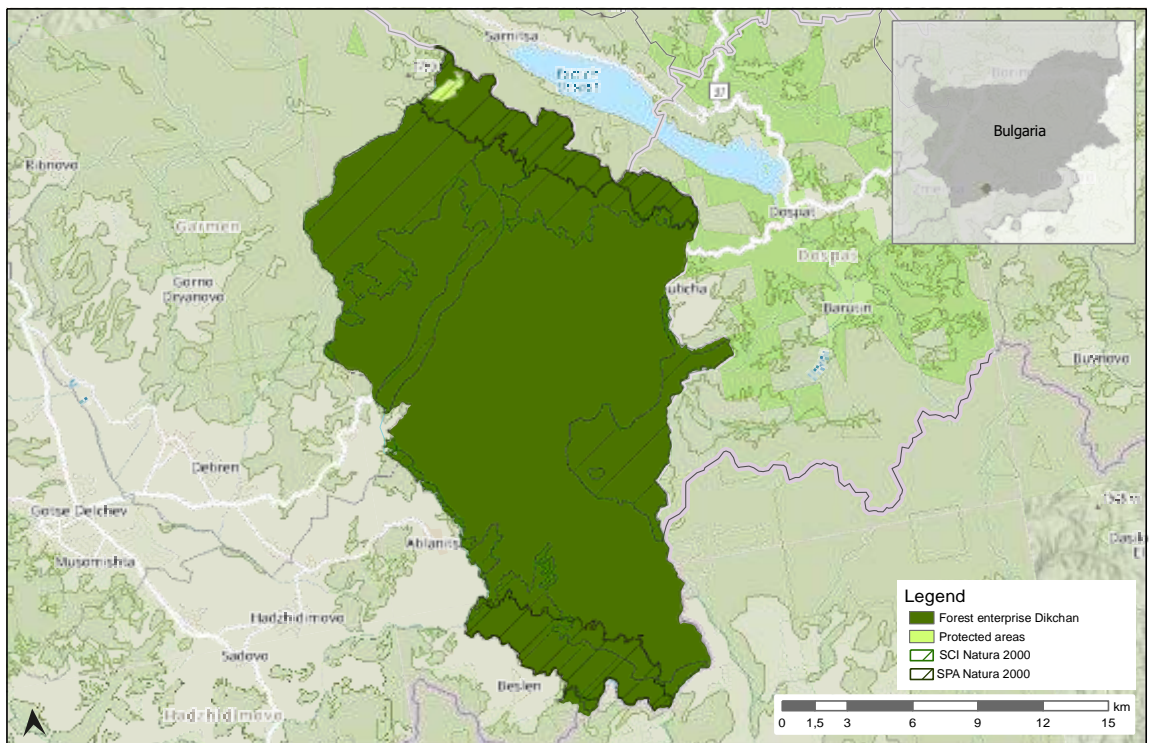 Sarnitsa
37
Bulgaria
Ribnovo
Garmen
Dospat
Dospat
Gorno
Dryanovo
Barutin
Buynovo
Debren
Gotse Delchev
Ablanits
Musomishta
Hadzhidimovo
Sadovo
Beslen
Hadzhidimovo
Legend
Forest enterprise Dikchan
Protected areas
SCI Natura 2000
SPA Natura 2000
km
0 1,5 3 6 9 12 15